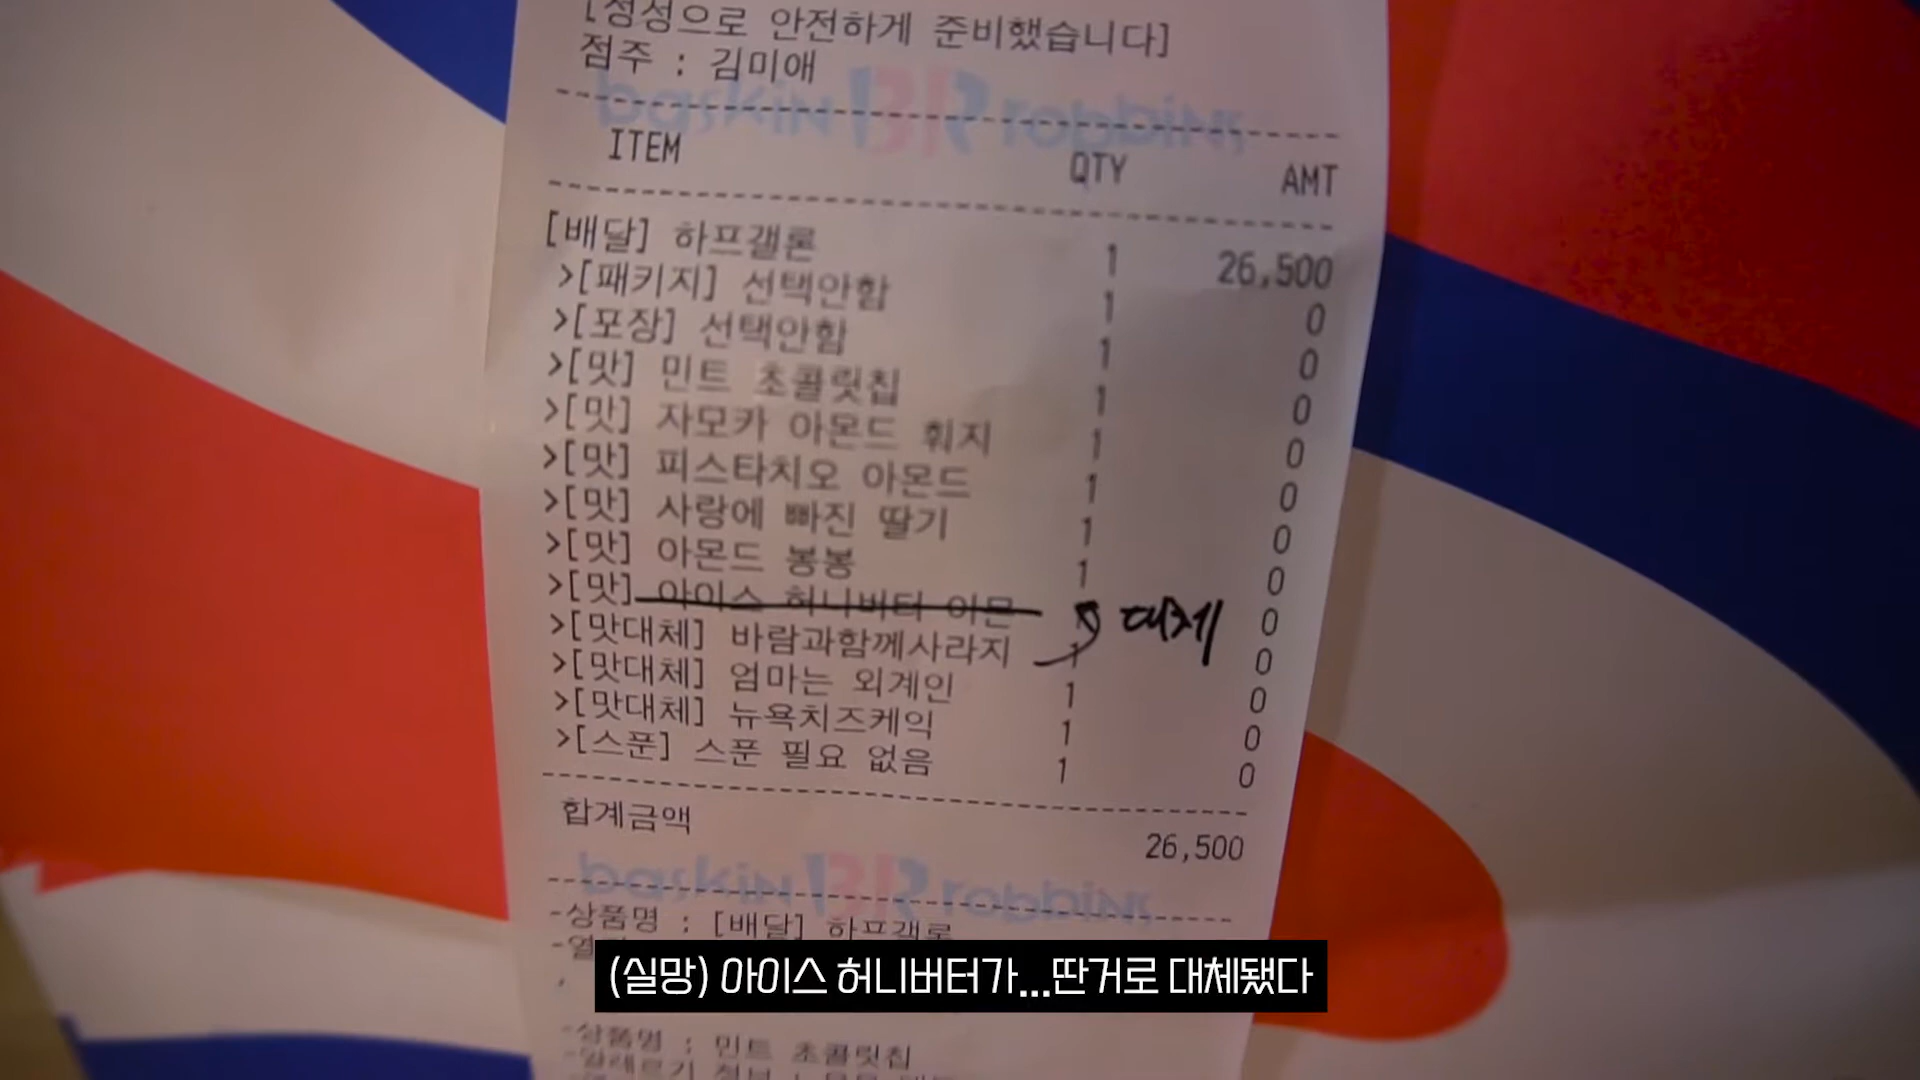 [정성으로 안전하게 준비했습니다]
점주 : 김미애
baskin BR robbins
ITEM QTY AMT
[배달] 하프갤론 1 26,500
>[패키지] 선택안함 1 0
>[포장] 선택안함 1 0
>[맛] 민트 초콜릿칩 1 0
>[맛] 자모카 아몬드 훠지 1 0
>[맛] 피스타치오 아몬드 1 0
>[맛] 사랑에 빠진 딸기 1 0
>[맛] 아몬드 봉봉 1 0
>[맛] 아이스 허니버터 아몬 0
대체
>[맛대체] 바람과함께사라지 1 0
>[맛대체] 엄마는 외계인 1 0
>[맛대체] 뉴욕치즈케익 1 0
>[스푼] 스푼 필요 없음 1 0
합계금액 26,500
baskin BR robbins
-상품명 : [배달] 하프갤론
(실망) 아이스 허니버터가...딴거로 대체됐다
-상품명 : 민트 초콜릿칩